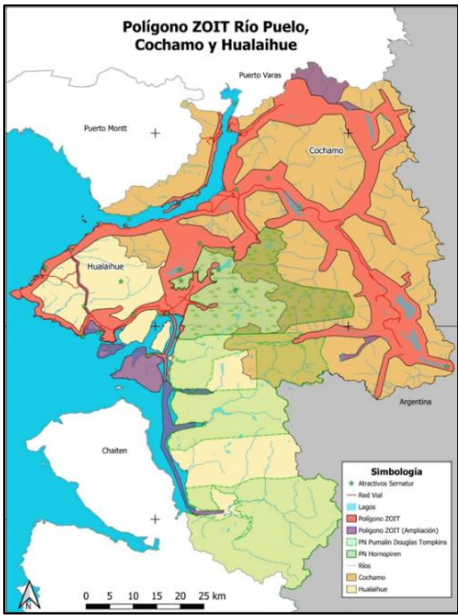 Polígono ZOIT Río Puelo,
Cochamo y Hualaihue
Puerto Varas
Puerto Montt
Cochamo
Hualaihue
Argentina
Chaiten
Simbología
Atractivos Sernatur
Red Vial
Lagos
Polígono ZOIT
Polígono ZOIT (Ampliación)
PN Pumalin Douglas Tompkins
PN Hornopiren
Ríos
Cochamo
Hualaihue
N
0 5 10 15 20 25 km